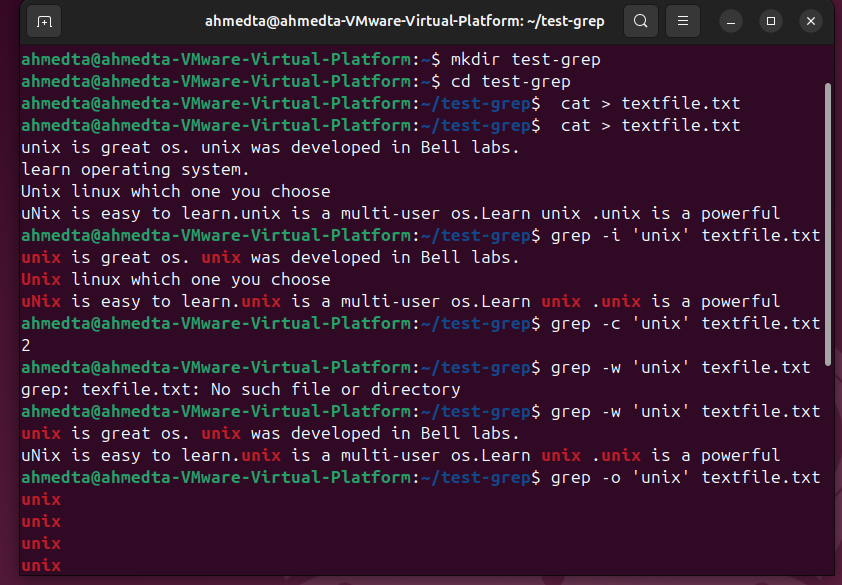 ahmedta@ahmedta-VMware-Virtual-Platform: ~/test-grep
ahmedta@ahmedta-VMware-Virtual-Platform:~$ mkdir test-grep
ahmedta@ahmedta-VMware-Virtual-Platform:~$ cd test-grep
ahmedta@ahmedta-VMware-Virtual-Platform:~/test-grep$  cat > textfile.txt
ahmedta@ahmedta-VMware-Virtual-Platform:~/test-grep$  cat > textfile.txt
unix is great os. unix was developed in Bell labs.
learn operating system.
Unix linux which one you choose
uNix is easy to learn.unix is a multi-user os.Learn unix .unix is a powerful
ahmedta@ahmedta-VMware-Virtual-Platform:~/test-grep$ grep -i 'unix' textfile.txt
unix is great os. unix was developed in Bell labs.
Unix linux which one you choose
uNix is easy to learn.unix is a multi-user os.Learn unix .unix is a powerful
ahmedta@ahmedta-VMware-Virtual-Platform:~/test-grep$ grep -c 'unix' textfile.txt
2
ahmedta@ahmedta-VMware-Virtual-Platform:~/test-grep$ grep -w 'unix' texfile.txt
grep: texfile.txt: No such file or directory
ahmedta@ahmedta-VMware-Virtual-Platform:~/test-grep$ grep -w 'unix' textfile.txt
unix is great os. unix was developed in Bell labs.
uNix is easy to learn.unix is a multi-user os.Learn unix .unix is a powerful
ahmedta@ahmedta-VMware-Virtual-Platform:~/test-grep$ grep -o 'unix' textfile.txt
unix
unix
unix
unix